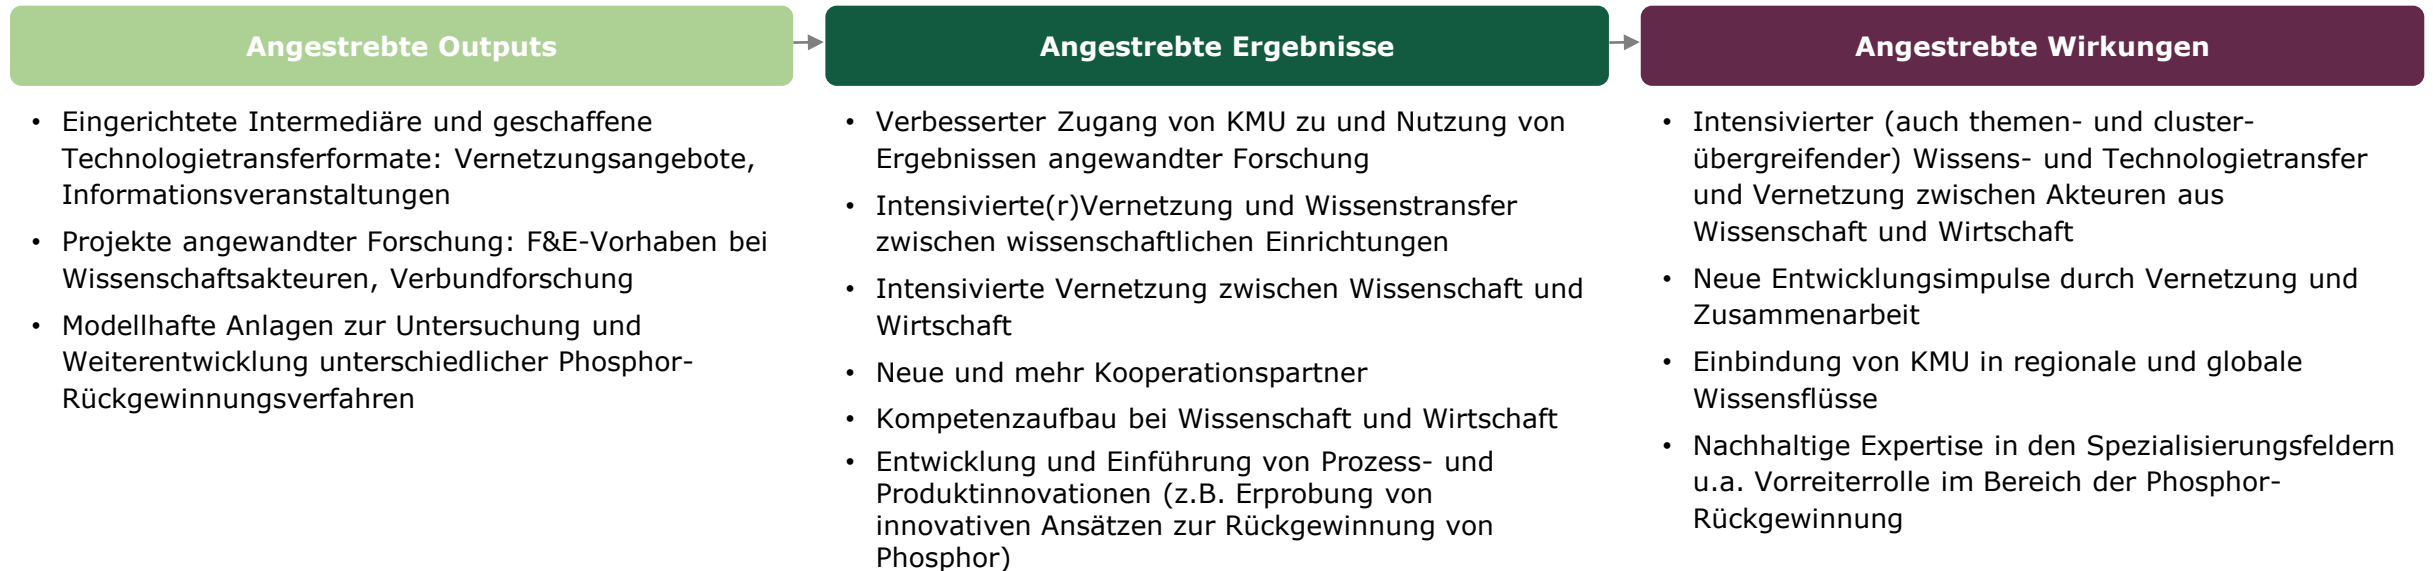 Angestrebte Outputs
• Eingerichtete Intermediäre und geschaffene
Technologietransferformate: Vernetzungsangebote,
Informationsveranstaltungen
• Projekte angewandter Forschung: F&E-Vorhaben bei
Wissenschaftsakteuren, Verbundforschung
• Modellhafte Anlagen zur Untersuchung und
Weiterentwicklung unterschiedlicher Phosphor-
Rückgewinnungsverfahren
Angestrebte Ergebnisse
• Verbesserter Zugang von KMU zu und Nutzung von
Ergebnissen angewandter Forschung
• Intensivierte(r)Vernetzung und Wissenstransfer
zwischen wissenschaftlichen Einrichtungen
• Intensivierte Vernetzung zwischen Wissenschaft und
Wirtschaft
• Neue und mehr Kooperationspartner
• Kompetenzaufbau bei Wissenschaft und Wirtschaft
• Entwicklung und Einführung von Prozess- und
Produktinnovationen (z.B. Erprobung von
innovativen Ansätzen zur Rückgewinnung von
Phosphor)
Angestrebte Wirkungen
• Intensivierter (auch themen- und cluster-
übergreifender) Wissens- und Technologietransfer
und Vernetzung zwischen Akteuren aus
Wissenschaft und Wirtschaft
• Neue Entwicklungsimpulse durch Vernetzung und
Zusammenarbeit
• Einbindung von KMU in regionale und globale
Wissensflüsse
• Nachhaltige Expertise in den Spezialisierungsfeldern
u.a. Vorreiterrolle im Bereich der Phosphor-
Rückgewinnung